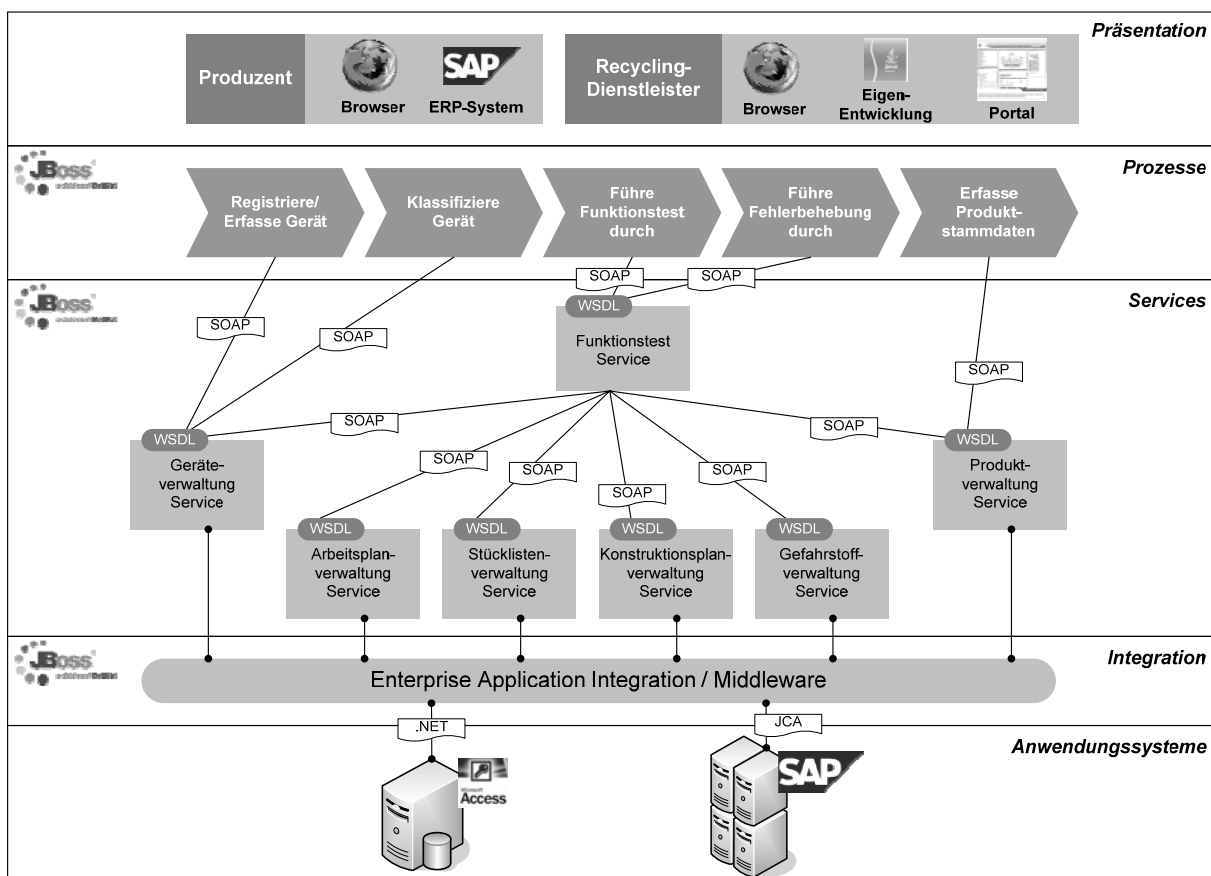 Präsentation
Produzent
Browser
SAP
ERP-System
Recycling-
Dienstleister
Browser
Eigen-
Entwicklung
Portal
JBoss
Prozesse
Registriere/
Erfasse Gerät
Klassifiziere
Gerät
Führe
Funktionstest
durch
Führe
Fehlerbehebung
durch
Erfasse
Produkt-
stammdaten
SOAP
SOAP
JBoss
Services
WSDL
Funktionstest
Service
SOAP
SOAP
SOAP
SOAP
SOAP
WSDL
Geräte-
verwaltung
Service
SOAP
SOAP
SOAP
SOAP
WSDL
Produkt-
verwaltung
Service
WSDL
Arbeitsplan-
verwaltung
Service
WSDL
Stücklisten-
verwaltung
Service
WSDL
Konstruktionsplan-
verwaltung
Service
WSDL
Gefahrstoff-
verwaltung
Service
JBoss
Integration
Enterprise Application Integration / Middleware
.NET
JCA
Anwendungssysteme
Microsoft
Access
SAP